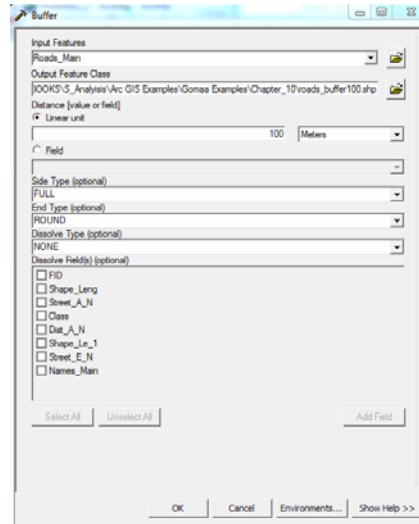 Buffer
Input Features
Roads_Main
Output Feature Class
JOOKS\S_Analyisis\Arc GIS Examples\Gomaa Examples\Chapter_10\roads_buffer100.shp
Distance [value or field]
Linear unit
100 Meters
Field
Side Type (optional)
FULL
End Type (optional)
ROUND
Dissolve Type (optional)
NONE
Dissolve Field(s) (optional)
FID
Shape_Leng
Street_A_N
Class
Dist_A_N
Shape_Le_1
Street_E_N
Names_Main
Select All Unselect All Add Field
OK Cancel Environments... Show Help >>